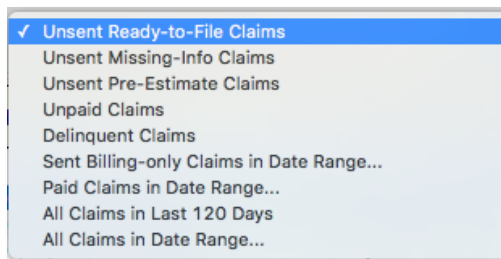 ✓ Unsent Ready-to-File Claims
Unsent Missing-Info Claims
Unsent Pre-Estimate Claims
Unpaid Claims
Delinquent Claims
Sent Billing-only Claims in Date Range...
Paid Claims in Date Range...
All Claims in Last 120 Days
All Claims in Date Range...